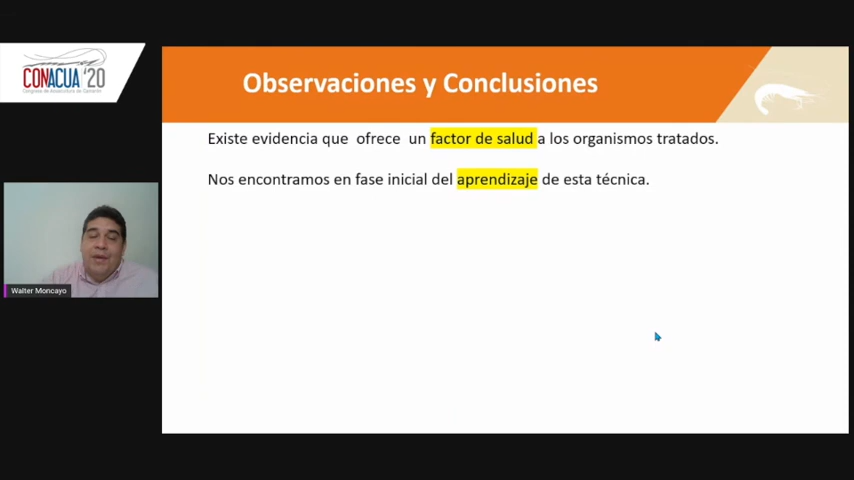 CONACUA '20
Congreso de Acuicultura de Camarón
Observaciones y Conclusiones
Existe evidencia que ofrece un factor de salud a los organismos tratados.
Nos encontramos en fase inicial del aprendizaje de esta técnica.
Walter Moncayo